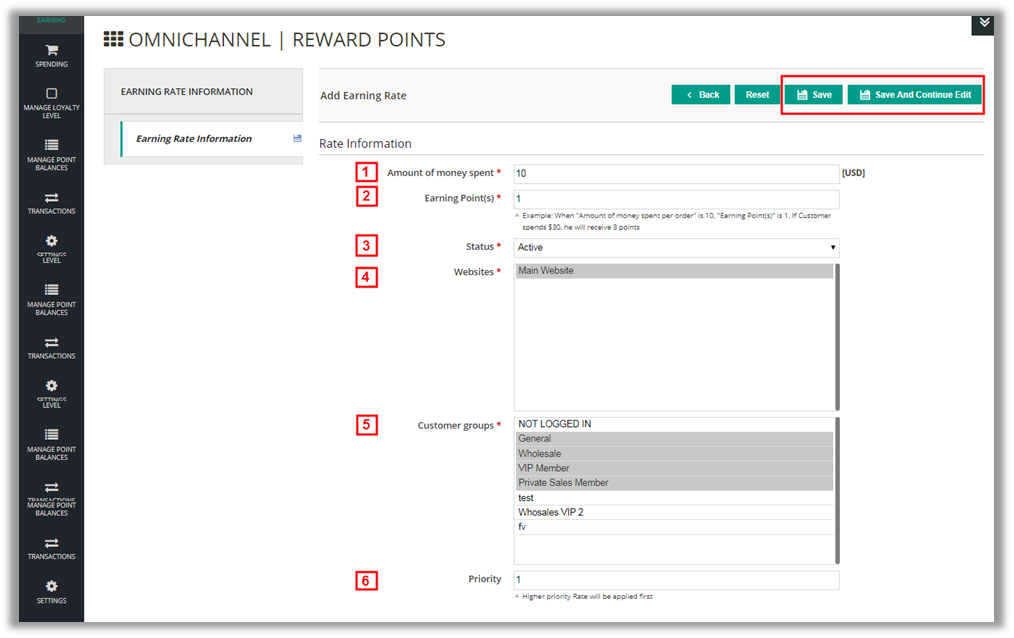 EARNING
SPENDING
MANAGE LOYALTY
LEVEL
MANAGE POINT
BALANCES
TRANSACTIONS
SETTINGS
LEVEL
MANAGE POINT
BALANCES
TRANSACTIONS
SETTINGS
LEVEL
MANAGE POINT
BALANCES
TRANSACTIONS
MANAGE POINT
BALANCES
TRANSACTIONS
SETTINGS
OMNICHANNEL | REWARD POINTS
EARNING RATE INFORMATION
Earning Rate Information
Add Earning Rate
Back Reset Save Save And Continue Edit
Rate Information
1 Amount of money spent * 10 [USD]
2 Earning Point(s) * 1
Example: When "Amount of money spent per order" is 10, "Earning Point(s)" is 1. If Customer
spends $30, he will receive 3 points
3 Status * Active
4 Websites * Main Website
5 Customer groups * NOT LOGGED IN
General
Wholesale
VIP Member
Private Sales Member
test
Whosales VIP 2
fv
6 Priority 1
Higher priority Rate will be applied first